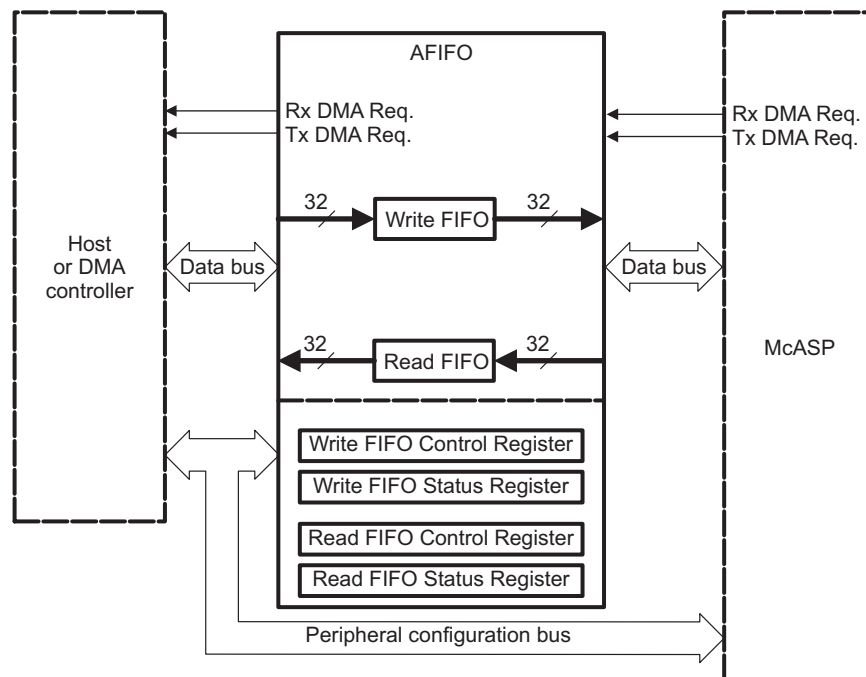 AFIFO
Rx DMA Req.
Tx DMA Req.
Rx DMA Req.
Tx DMA Req.
32
Write FIFO
32
Host
or DMA
controller
Data bus
Data bus
32
Read FIFO
32
McASP
Write FIFO Control Register
Write FIFO Status Register
Read FIFO Control Register
Read FIFO Status Register
Peripheral configuration bus